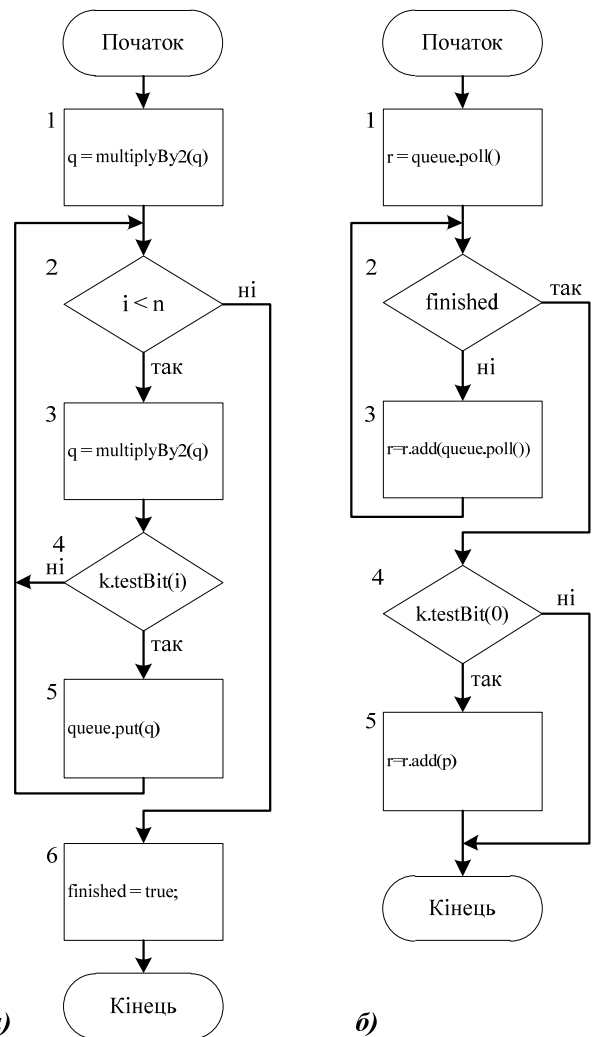 Початок
1
q = multiplyBy2(q)
2
i < n
ні
так
3
q = multiplyBy2(q)
4
ні
k.testBit(i)
так
5
queue.put(q)
6
finished = true;
Кінець
Початок
1
r = queue.poll()
2
finished
так
ні
3
r=r.add(queue.poll())
4
k.testBit(0)
ні
так
5
r=r.add(p)
Кінець
б)